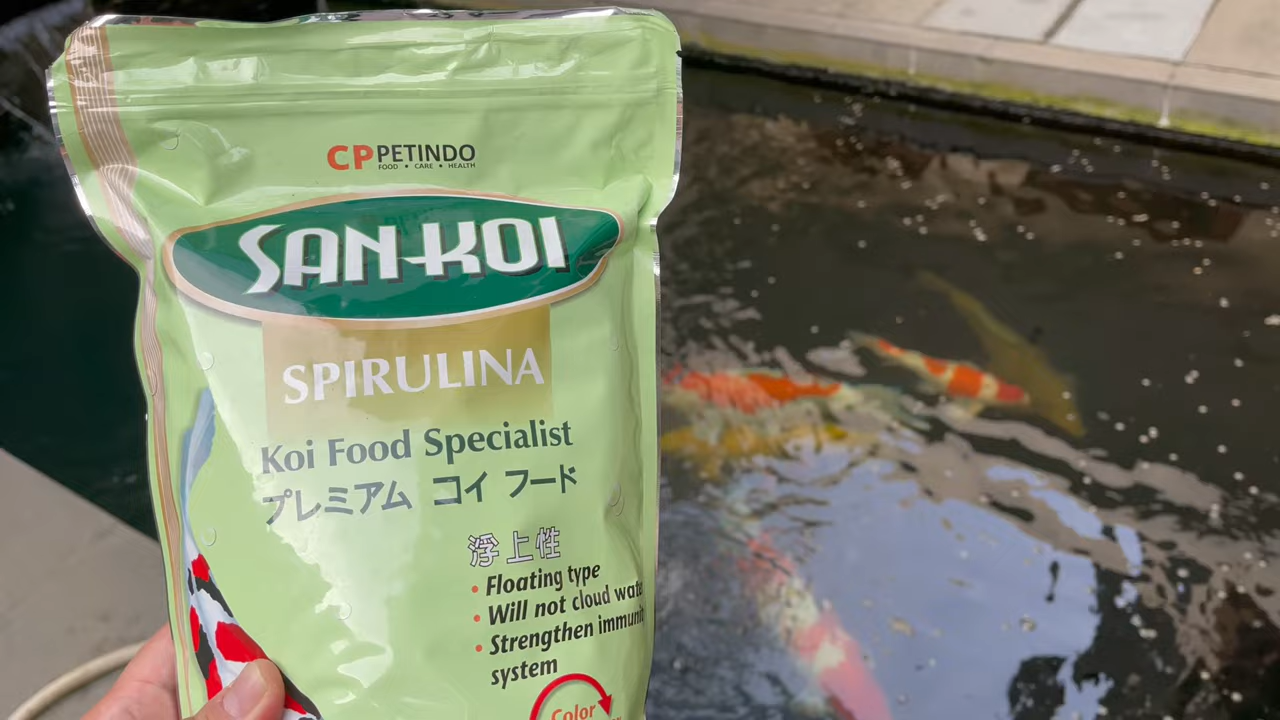 CP PETINDO
FOOD • CARE • HEALTH
SAN-KOI
SPIRULINA
Koi Food Specialist
プレミアム コイ フード
浮上性
• Floating type
• Will not cloud
• Strengthen
system
Color